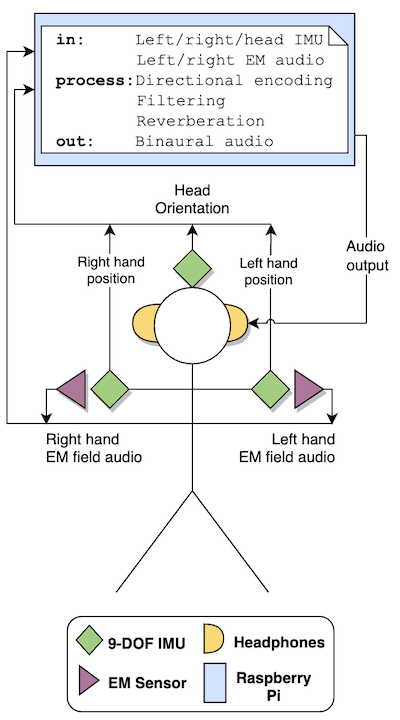 in: Left/right/head IMU
Left/right EM audio
process: Directional encoding
Filtering
Reverberation
out: Binaural audio
Head
Orientation
Right hand
position
Left hand
position
Audio
output
Right hand
EM field audio
Left hand
EM field audio
9-DOF IMU
Headphones
EM Sensor
Raspberry
Pi